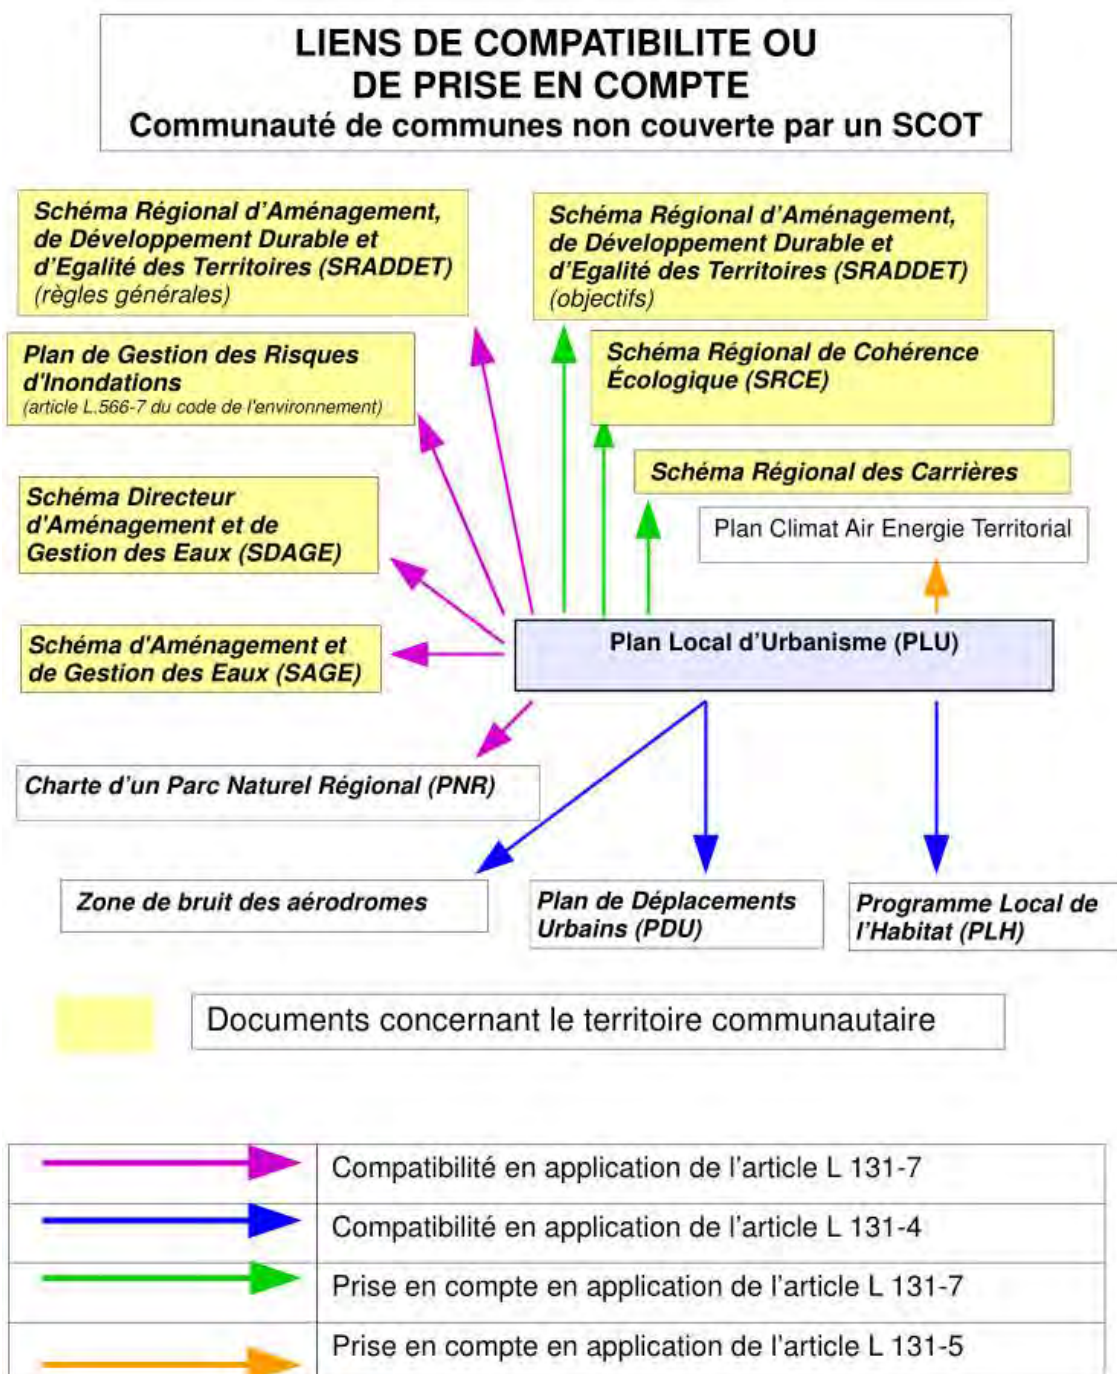 LIENS DE COMPATIBILITE OU
DE PRISE EN COMPTE
Communauté de communes non couverte par un SCOT
Schéma Régional d'Aménagement,
de Développement Durable et
d'Egalité des Territoires (SRADDET)
(règles générales)
Schéma Régional d'Aménagement,
de Développement Durable et
d'Egalité des Territoires (SRADDET)
(objectifs)
Plan de Gestion des Risques
d'Inondations
(article L.566-7 du code de l'environnement)
Schéma Régional de Cohérence
Écologique (SRCE)
Schéma Régional des Carrières
Schéma Directeur
d'Aménagement et de
Gestion des Eaux (SDAGE)
Plan Climat Air Energie Territorial
Schéma d'Aménagement et
de Gestion des Eaux (SAGE)
Plan Local d'Urbanisme (PLU)
Charte d'un Parc Naturel Régional (PNR)
Zone de bruit des aérodromes
Plan de Déplacements
Urbains (PDU)
Programme Local de
l'Habitat (PLH)
Documents concernant le territoire communautaire
Compatibilité en application de l'article L 131-7
Compatibilité en application de l'article L 131-4
Prise en compte en application de l'article L 131-7
Prise en compte en application de l'article L 131-5